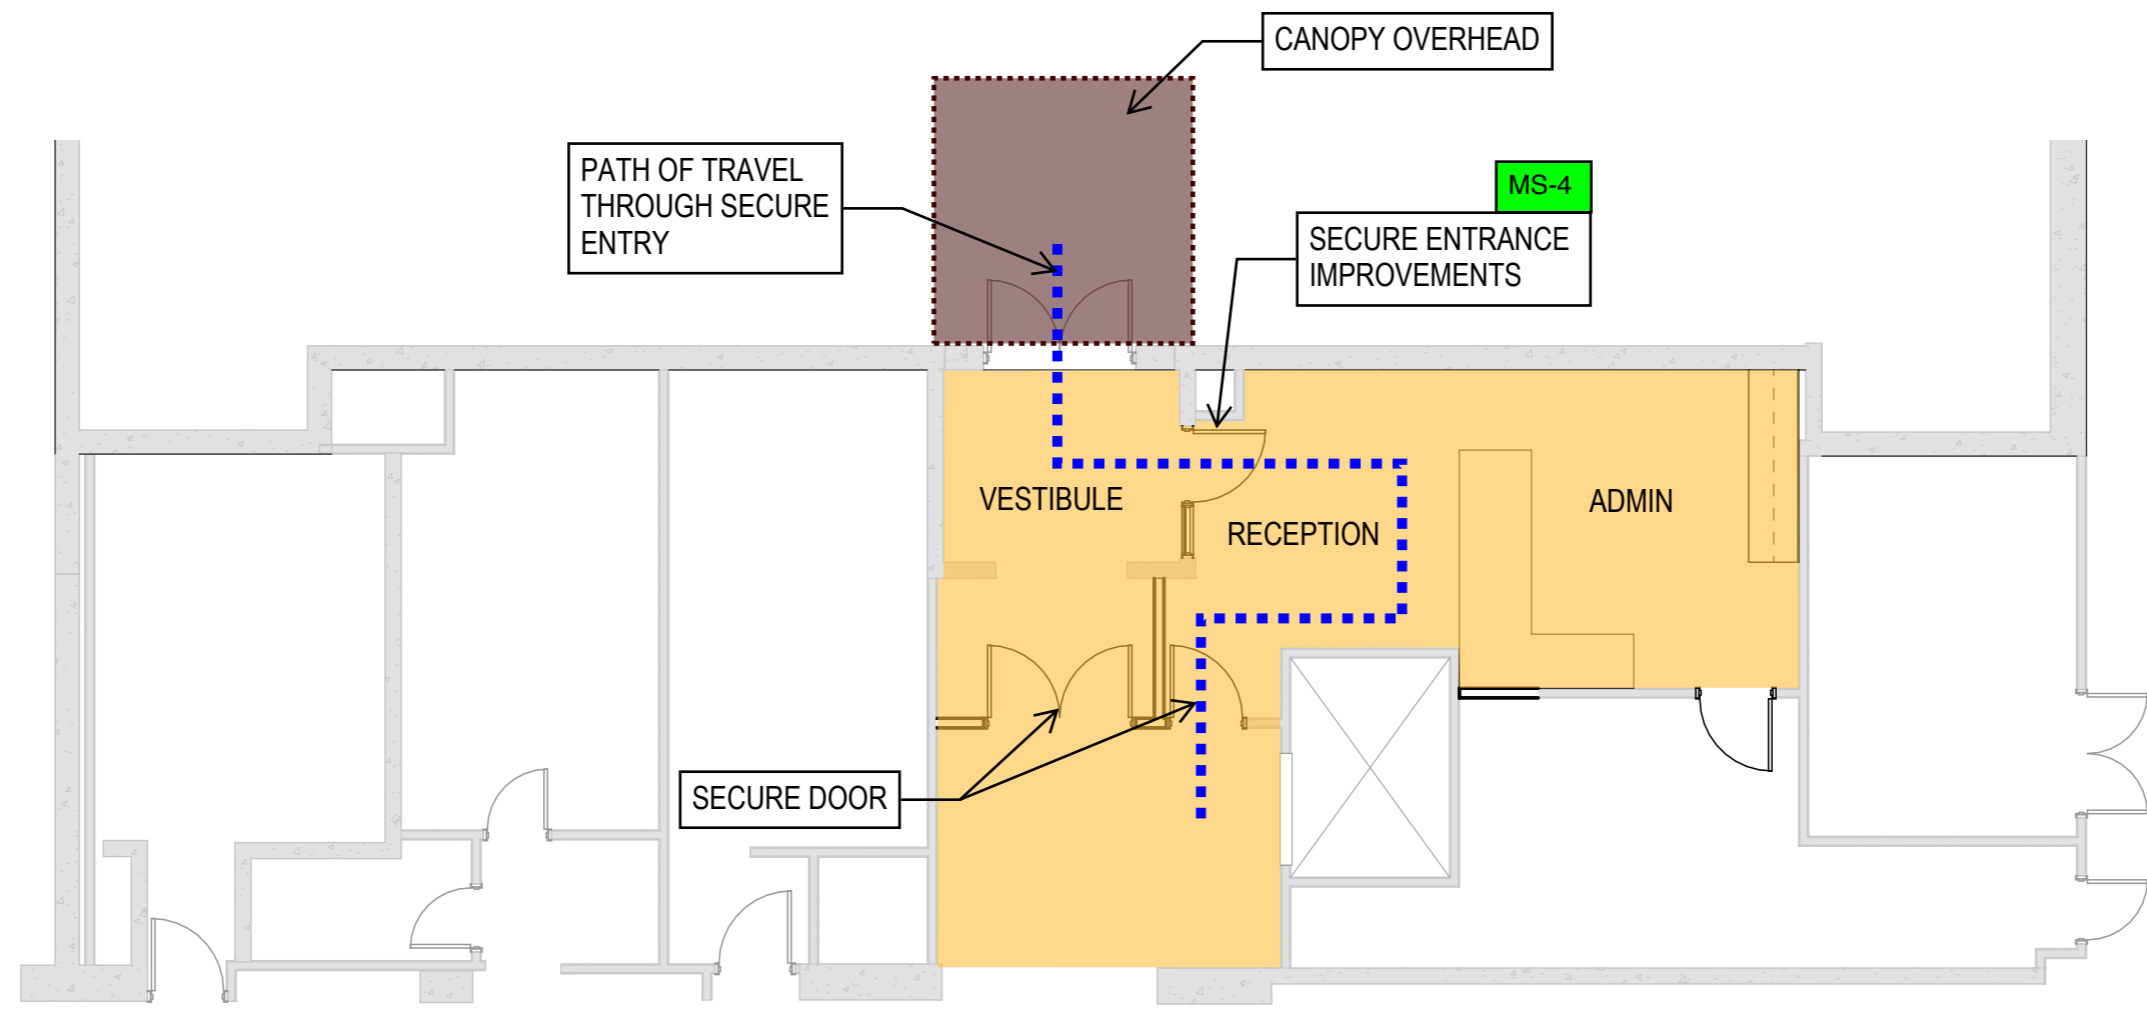 CANOPY OVERHEAD
PATH OF TRAVEL
THROUGH SECURE
ENTRY
MS-4
SECURE ENTRANCE
IMPROVEMENTS
VESTIBULE
RECEPTION
ADMIN
SECURE DOOR